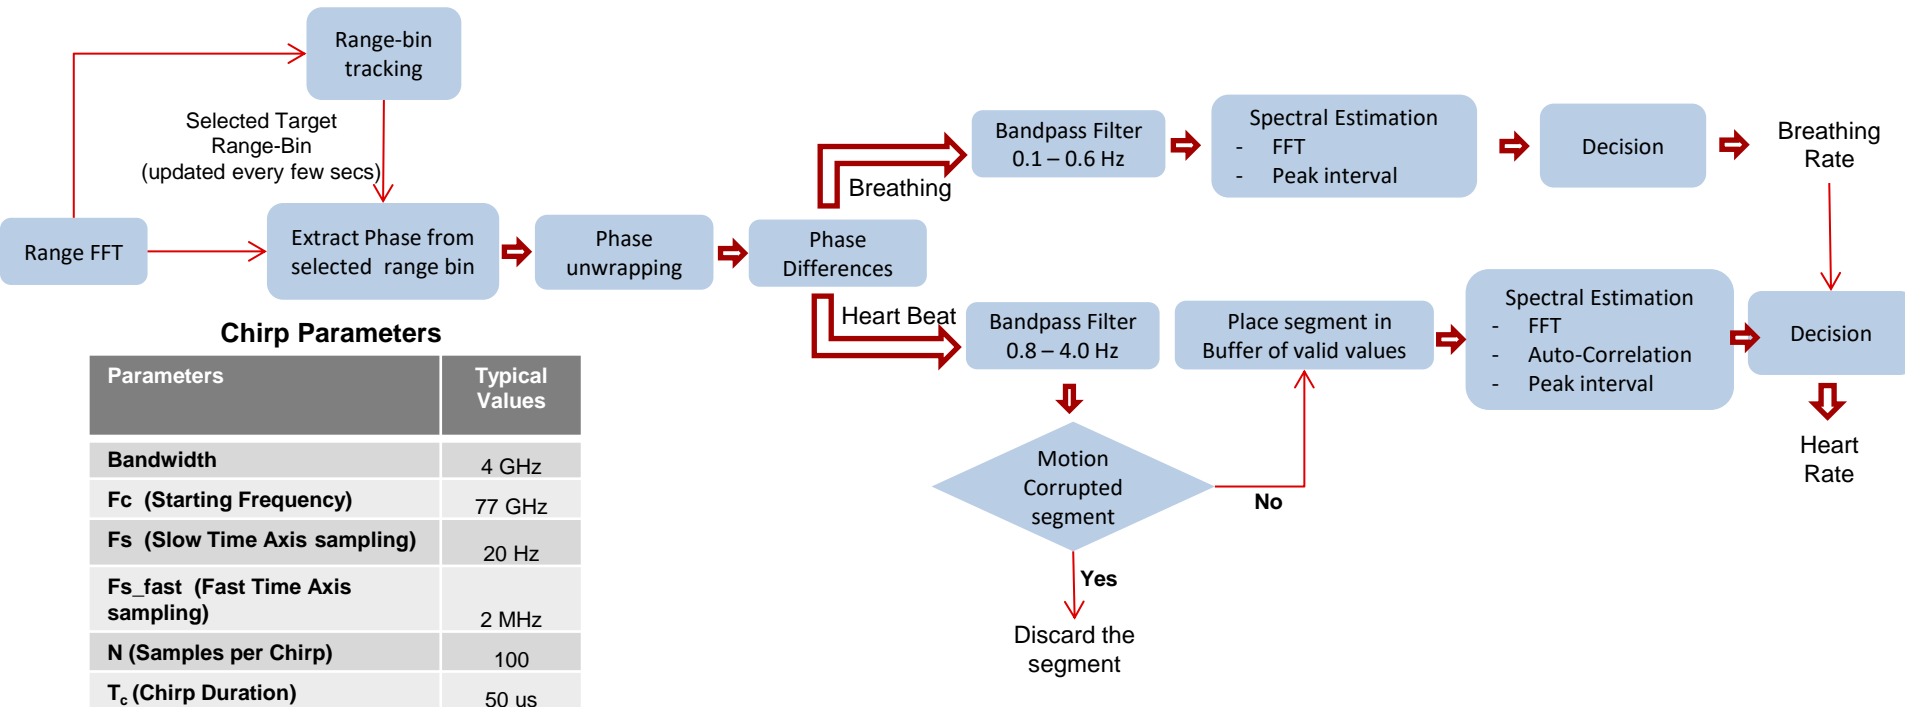 Range-bin
tracking
Selected Target
Range-Bin
(updated every few secs)
Range FFT
Extract Phase from
selected range bin
Phase
unwrapping
Phase
Differences
Breathing
Bandpass Filter
0.1 – 0.6 Hz
Spectral Estimation
- FFT
- Peak interval
Decision
Breathing
Rate
Heart Beat
Bandpass Filter
0.8 – 4.0 Hz
Place segment in
Buffer of valid values
Spectral Estimation
- FFT
- Auto-Correlation
- Peak interval
Decision
Heart
Rate
Motion
Corrupted
segment
No
Yes
Discard the
segment
Chirp Parameters
Parameters Typical
Values
Bandwidth 4 GHz
Fc (Starting Frequency) 77 GHz
Fs (Slow Time Axis sampling) 20 Hz
Fs_fast (Fast Time Axis
sampling) 2 MHz
N (Samples per Chirp) 100
Tc (Chirp Duration) 50 us